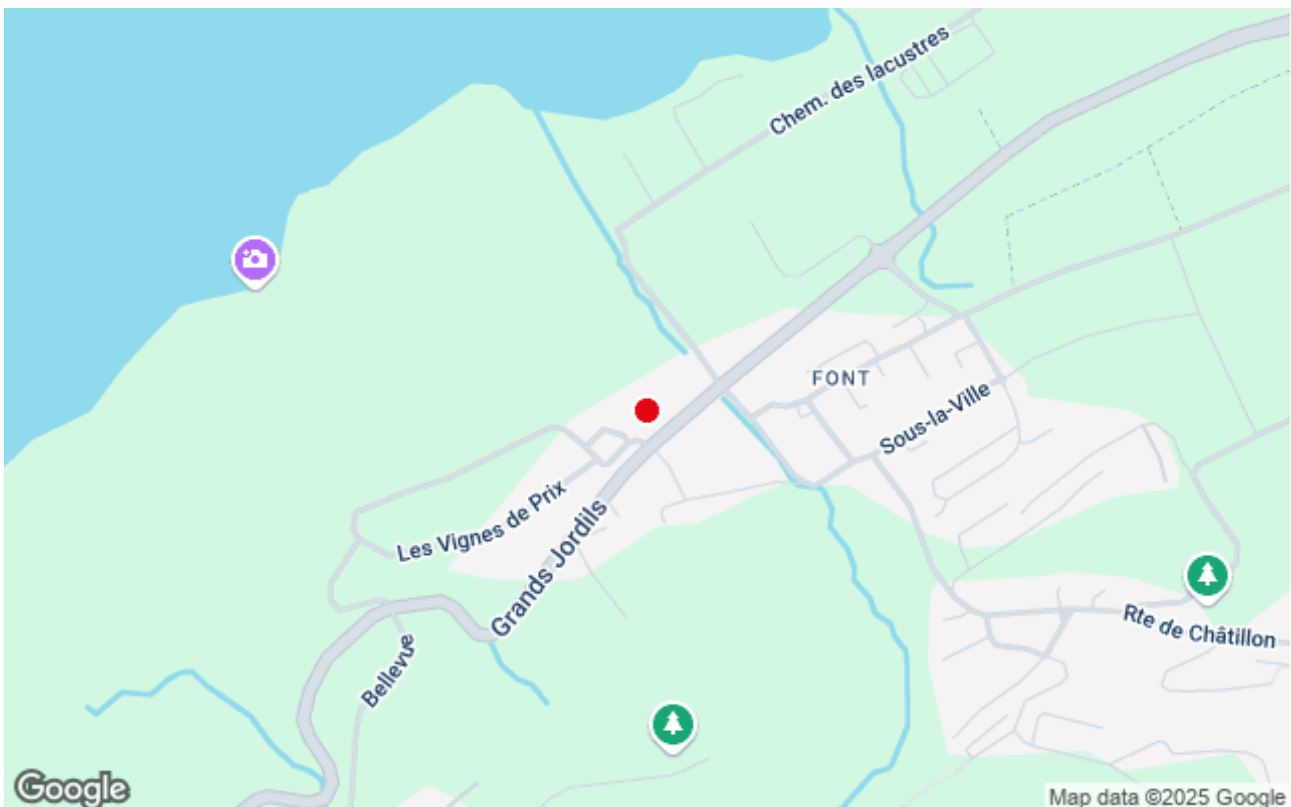 Chem. des lacustres
FONT
Sous-la-Ville
Les Vignes de Prix
Grands Jordils
Bellevue
Rte de Châtillon
Google
Map data ©2025 Google